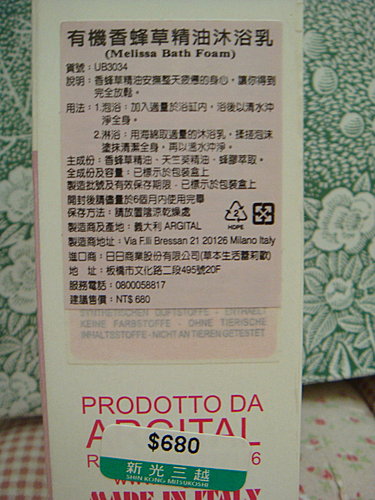 有機香蜂草精油沐浴乳
(Melissa Bath Foam)
貨號：UB3034
說明：香蜂草精油安撫整天疲憊的身心，讓你得到
完全放鬆。
用法：1.泡浴：加入適量於浴缸內，浴後以清水沖
淨全身。
2.淋浴：用海綿取適量的沐浴乳，搓搓泡沫
塗抹清潔全身，再以溫水沖淨。
主成份：香蜂草精油、天竺葵精油、蜂膠萃取。
全成份及容量：已標示於包裝盒上
製造批號及有效保存期限：已標示於包裝盒上
開封後請儘量於6個月內使用完畢
保存方法：請放置陰涼乾燥處
製造商及產地：義大利 ARGITAL
製造商地址：Via F.lli Bressan 21 20126 Milano Italy
進口商：日日商業股份有限公司(草本生活蕾莉歐)
地 址：板橋市文化路二段495號20F
服務電話：0800058817
建議售價：NT$ 680
2
HDPE
SYNTHETISCHEN DUFTSTOFFE - ENTHÄLT
KEINE FARBSTOFFE - OHNE TIERISCHE
INHALTSSTOFFE - NICHT AN TIEREN GETESTET
PRODOTTO DA
ARGITAL
$680
6
新光三越
SHIN KONG MITSUKOSHI
MADE IN ITALY